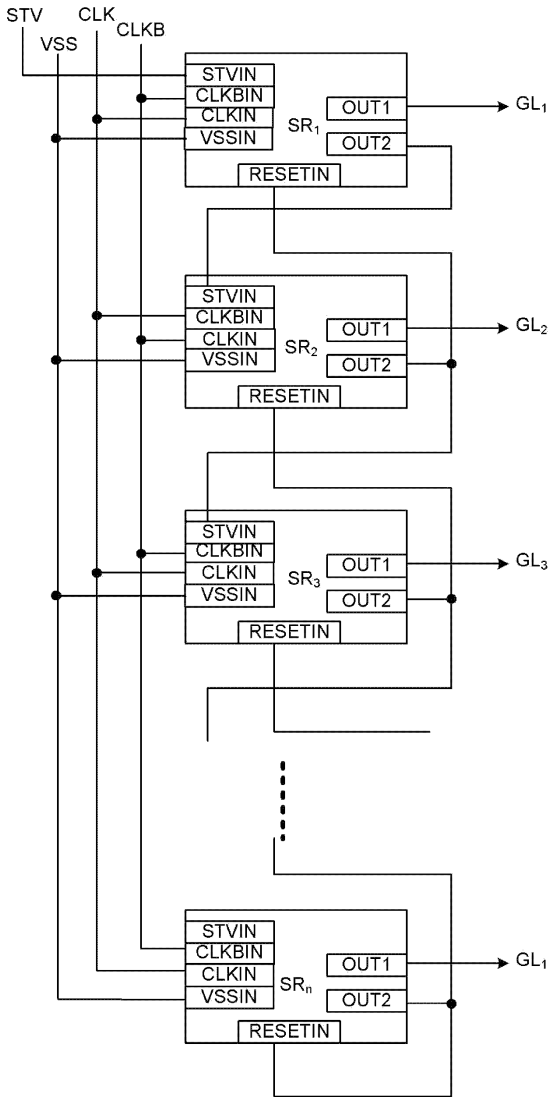 STV
CLK
VSS
CLKB
STVIN
CLKBIN
CLKIN
VSSIN
SR1
OUT1
OUT2
RESETIN
GL1
STVIN
CLKBIN
CLKIN
VSSIN
SR2
OUT1
OUT2
RESETIN
GL2
STVIN
CLKBIN
CLKIN
VSSIN
SR3
OUT1
OUT2
RESETIN
GL3
STVIN
CLKBIN
CLKIN
VSSIN
SRn
OUT1
OUT2
RESETIN
GL1